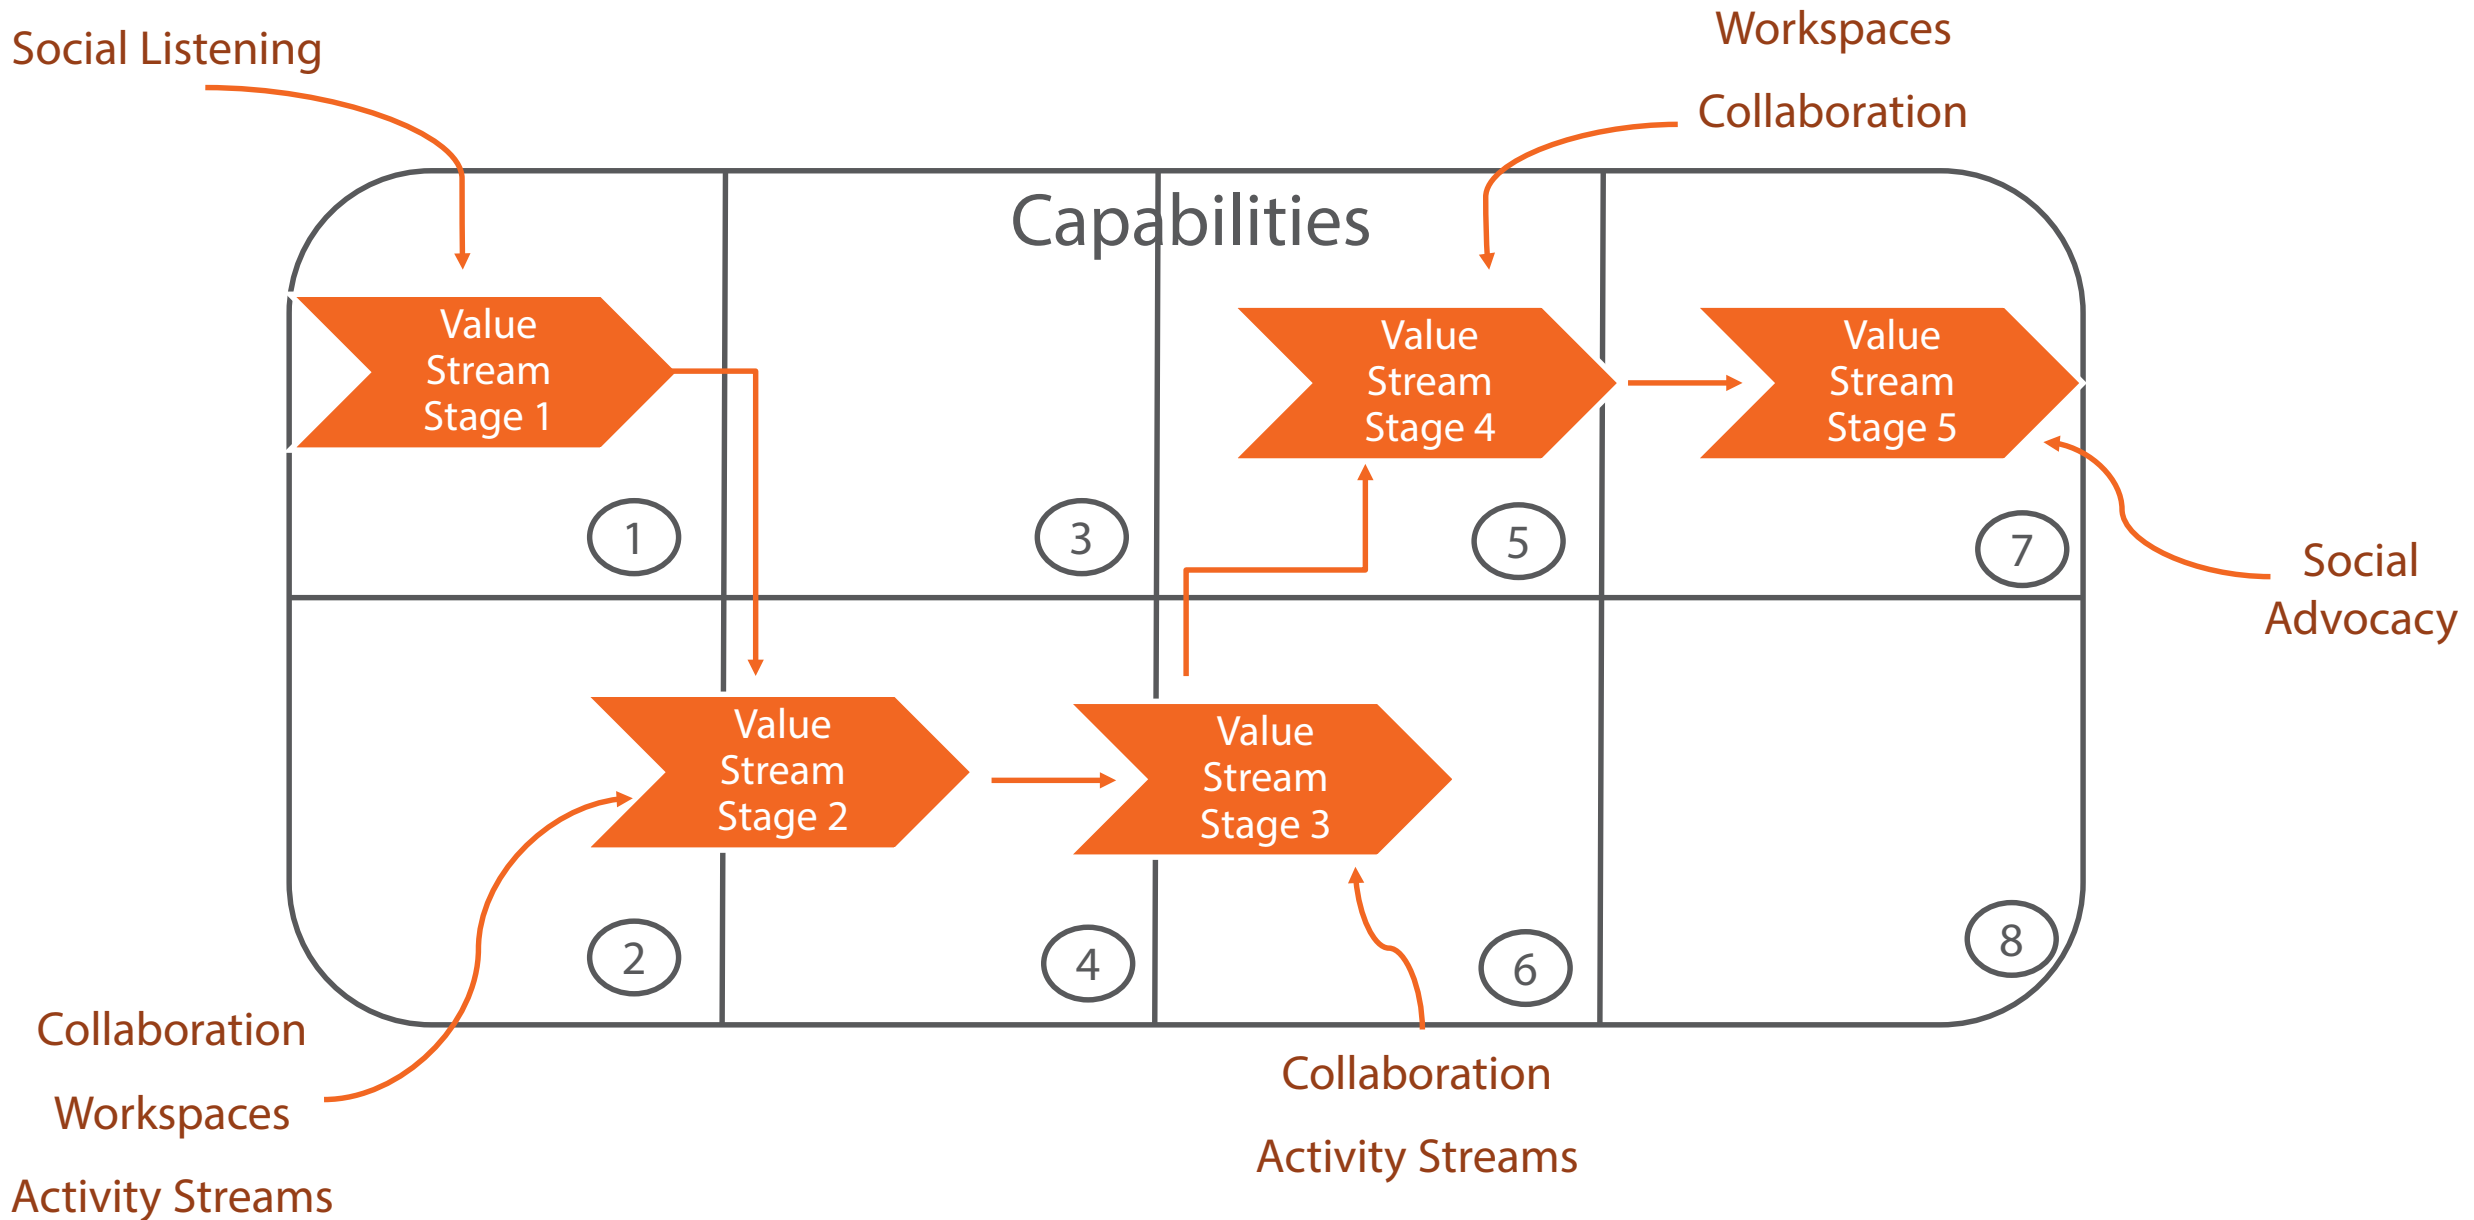 Social Listening
Workspaces
Collaboration
Capabilities
Value
Stream
Stage 1
Value
Stream
Stage 4
Value
Stream
Stage 5
1
3
5
7
Social
Advocacy
Value
Stream
Stage 2
Value
Stream
Stage 3
2
4
6
8
Collaboration
Workspaces
Activity Streams
Collaboration
Activity Streams